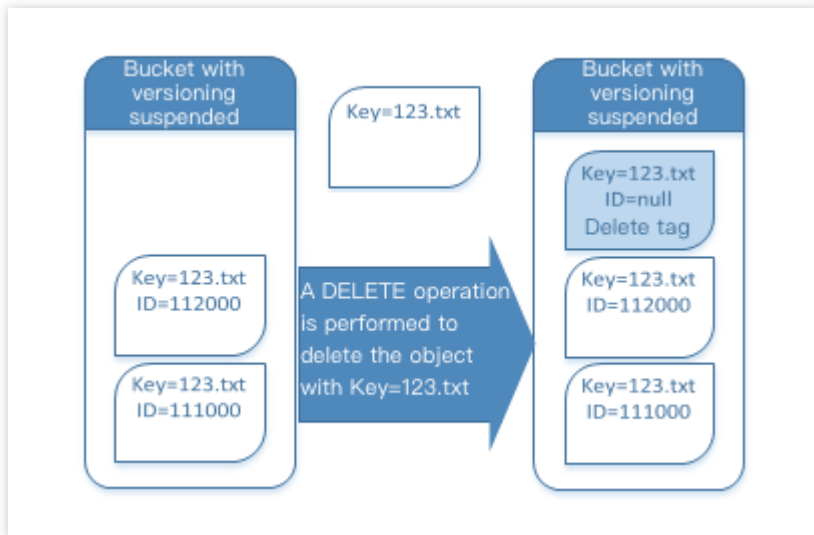 Bucket with
versioning
suspended
Key=123.txt
ID=112000
Key=123.txt
ID=111000
Key=123.txt
A DELETE operation
is performed to
delete the object
with Key=123.txt
Bucket with
versioning
suspended
Key=123.txt
ID=null
Delete tag
Key=123.txt
ID=112000
Key=123.txt
ID=111000